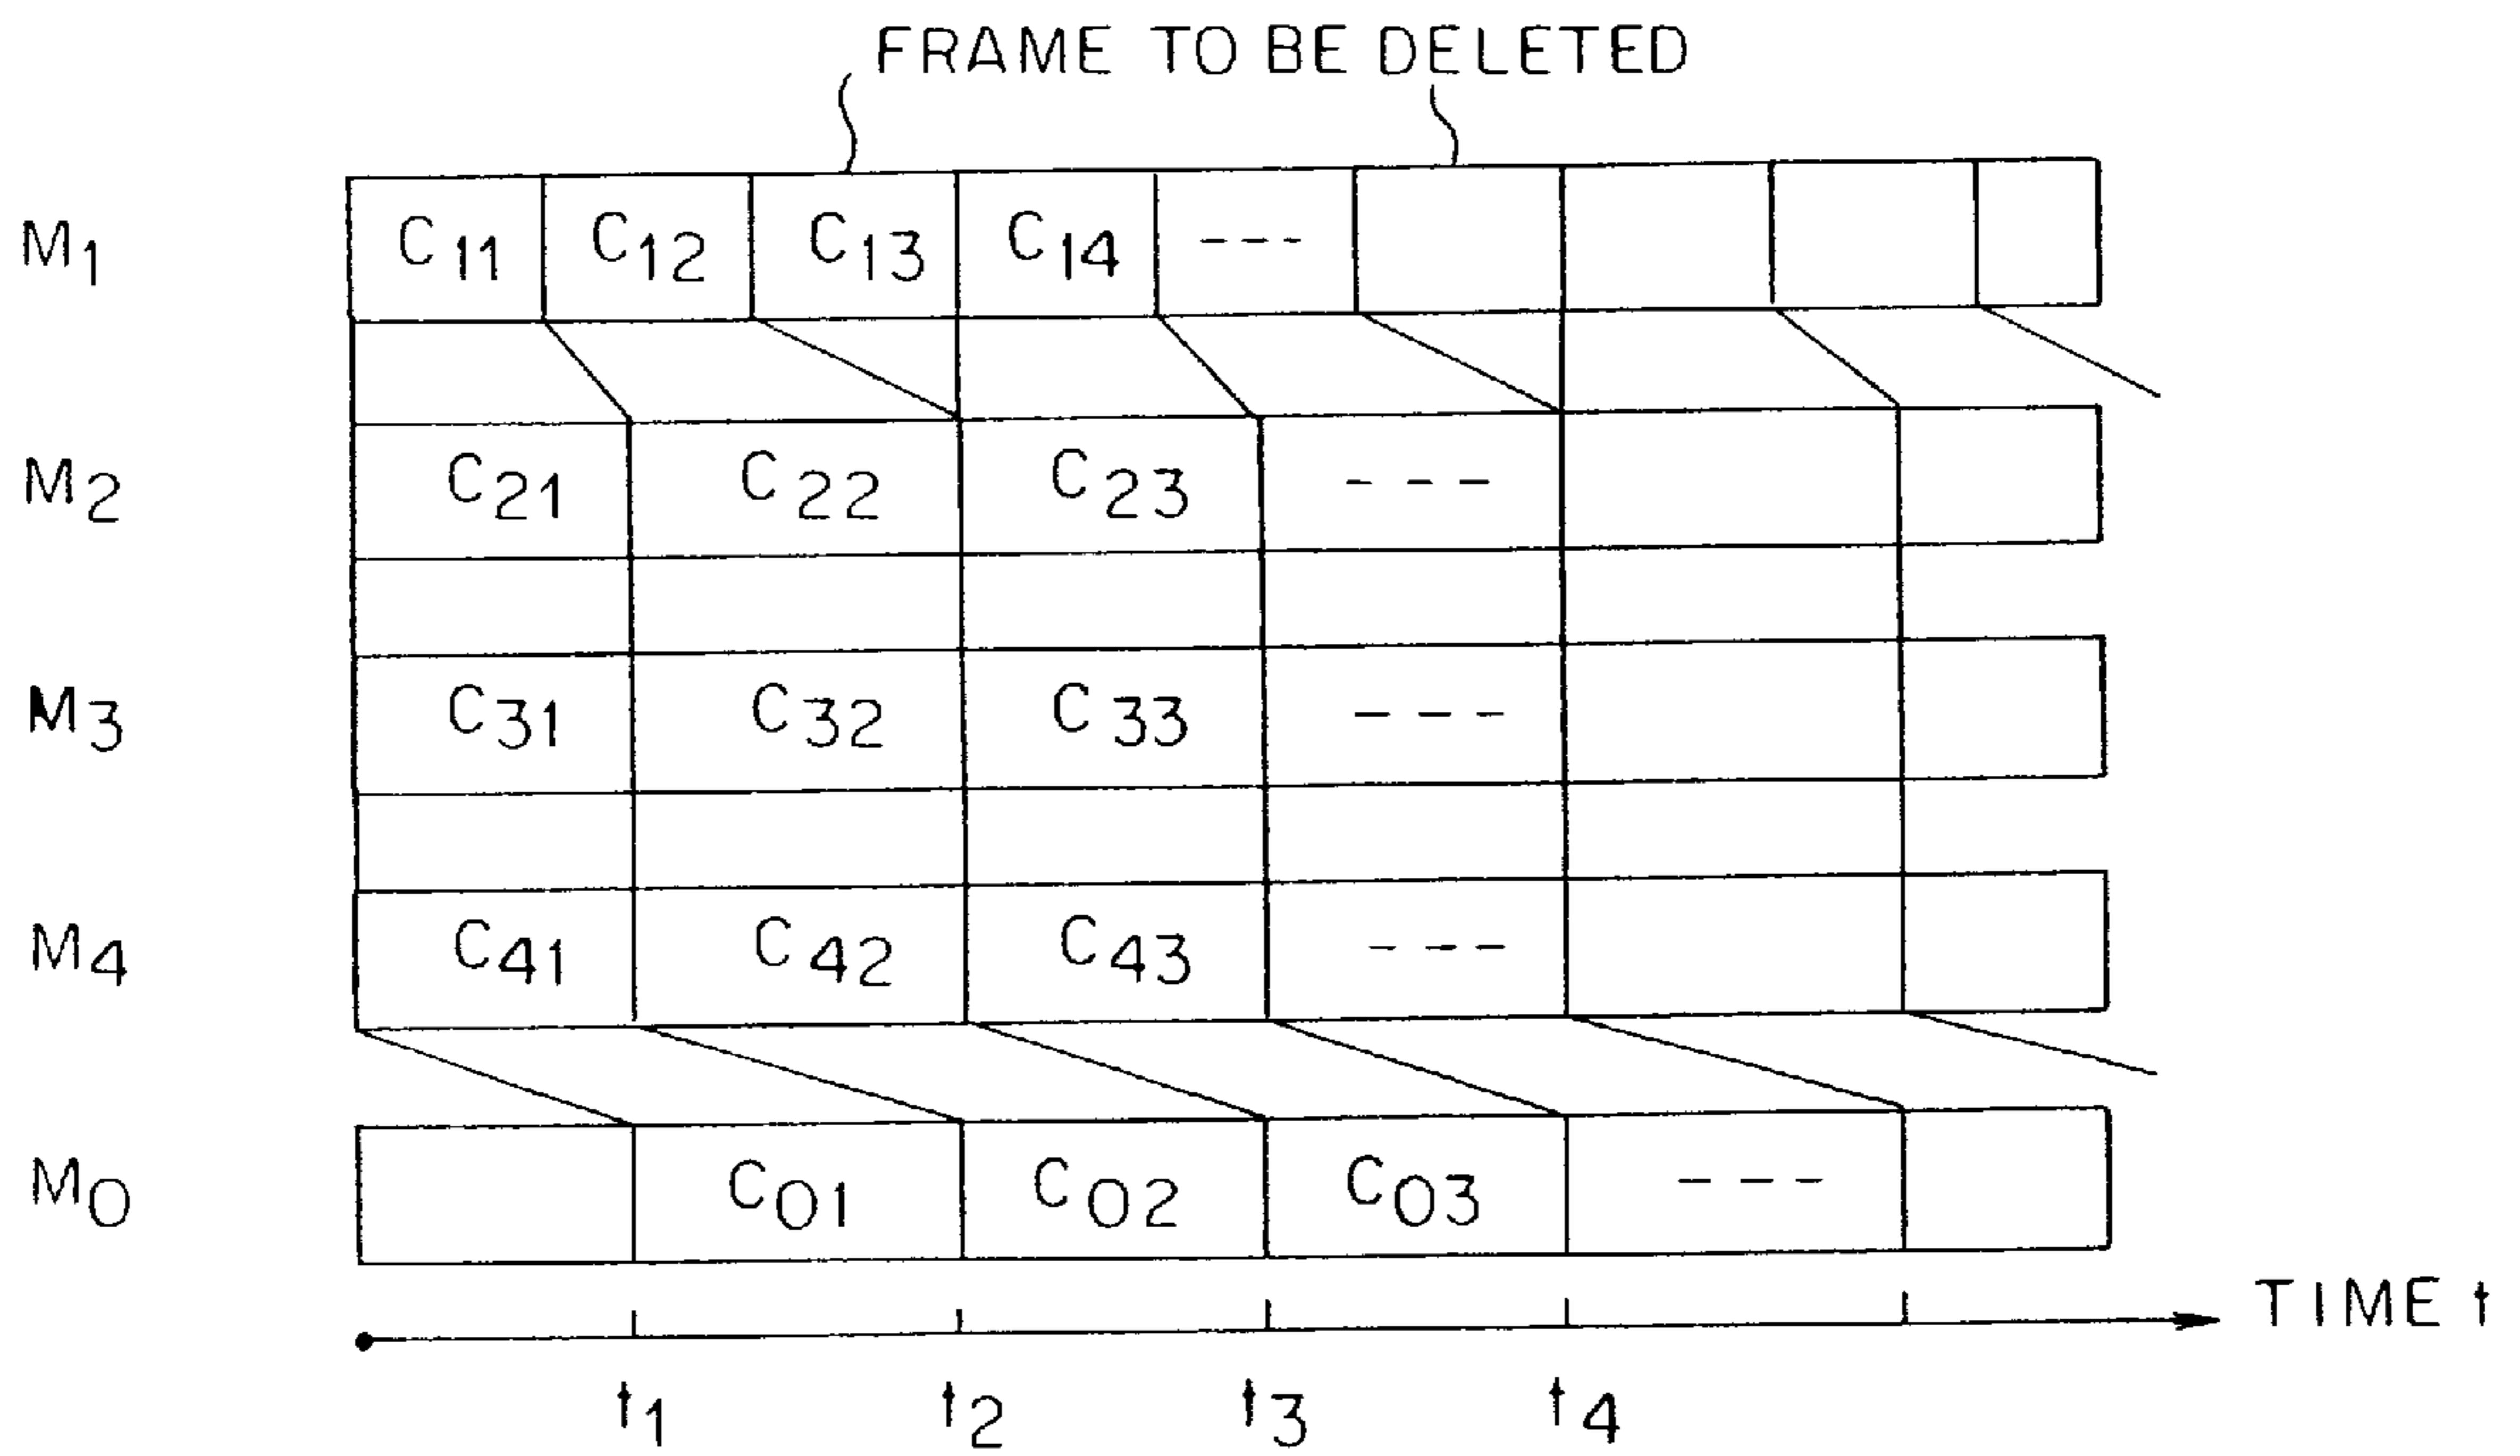 FRAME TO BE DELETED
M1 C11 C12 C13 C14 ---
M2 C21 C22 C23 ---
M3 C31 C32 C33 ---
M4 C41 C42 C43 ---
M0 C01 C02 C03 ---
TIME t
t1 t2 t3 t4